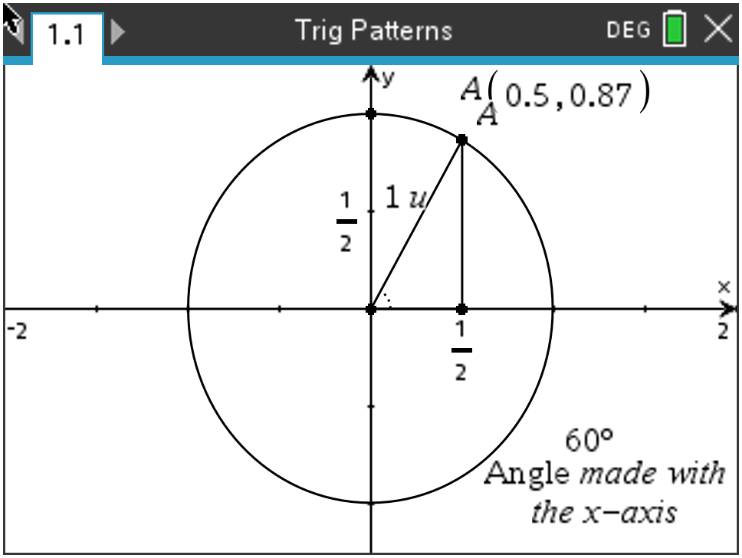 1.1 Trig Patterns DEG
y
A(0.5,0.87)
A
1 u
1
2
x
-2
2
1
2
60°
Angle made with
the x-axis